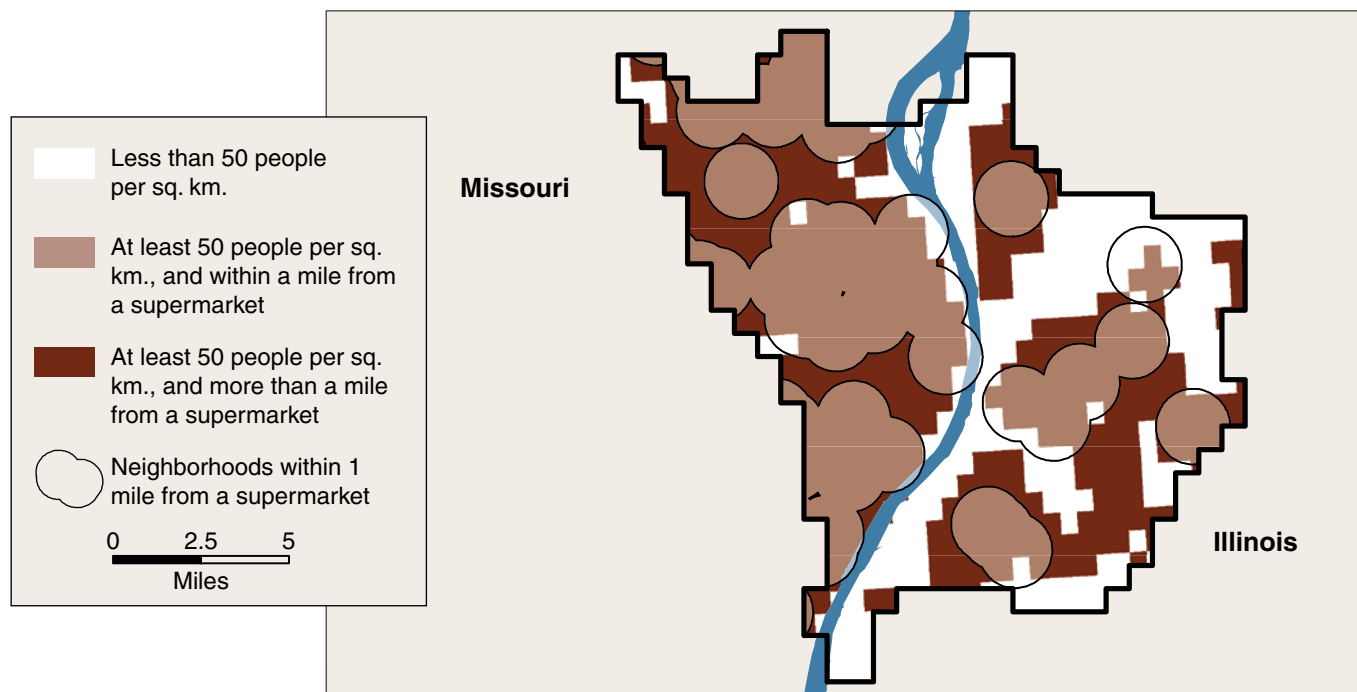 Less than 50 people
per sq. km.
At least 50 people per sq.
km., and within a mile from
a supermarket
At least 50 people per sq.
km., and more than a mile
from a supermarket
Neighborhoods within 1
mile from a supermarket
0 2.5 5
Miles
Missouri
Illinois